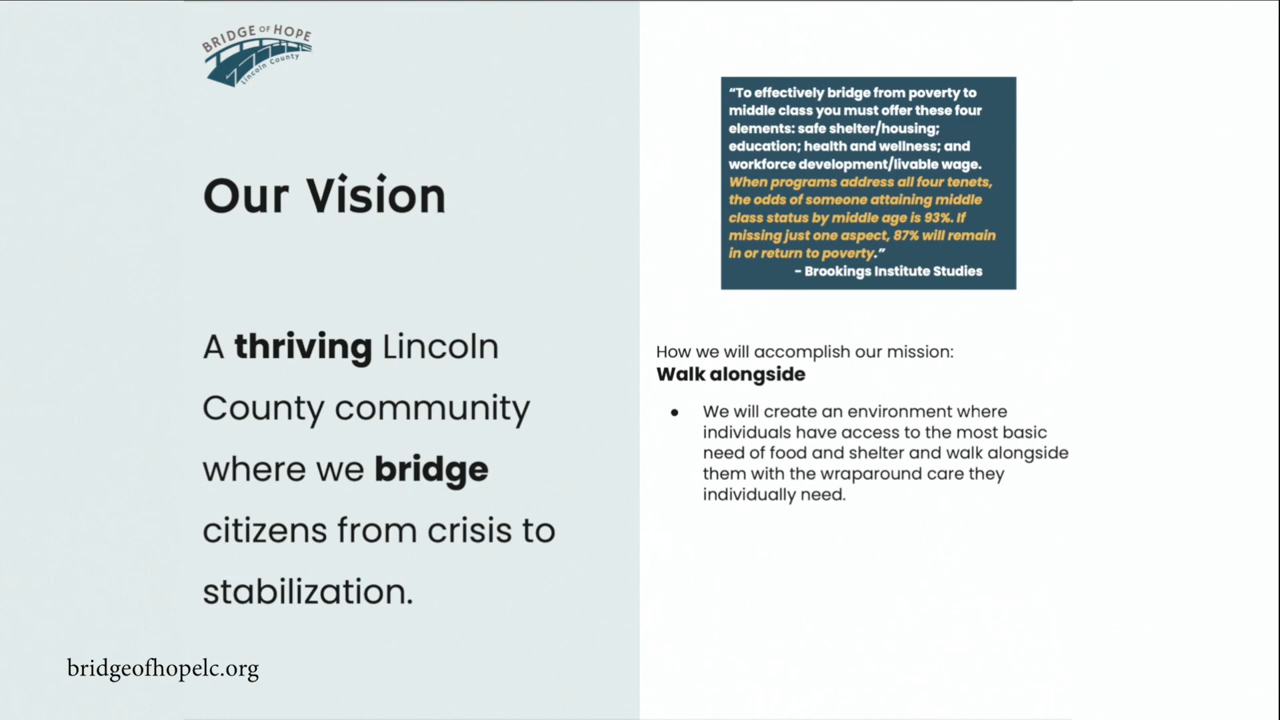 BRIDGE OF HOPE
Lincoln County
Our Vision
A thriving Lincoln
County community
where we bridge
citizens from crisis to
stabilization.
bridgeofhopelc.org
“To effectively bridge from poverty to
middle class you must offer these four
elements: safe shelter/housing;
education; health and wellness; and
workforce development/livable wage.
When programs address all four tenets,
the odds of someone attaining middle
class status by middle age is 93%. If
missing just one aspect, 87% will remain
in or return to poverty.”
- Brookings Institute Studies
How we will accomplish our mission:
Walk alongside
● We will create an environment where
individuals have access to the most basic
need of food and shelter and walk alongside
them with the wraparound care they
individually need.